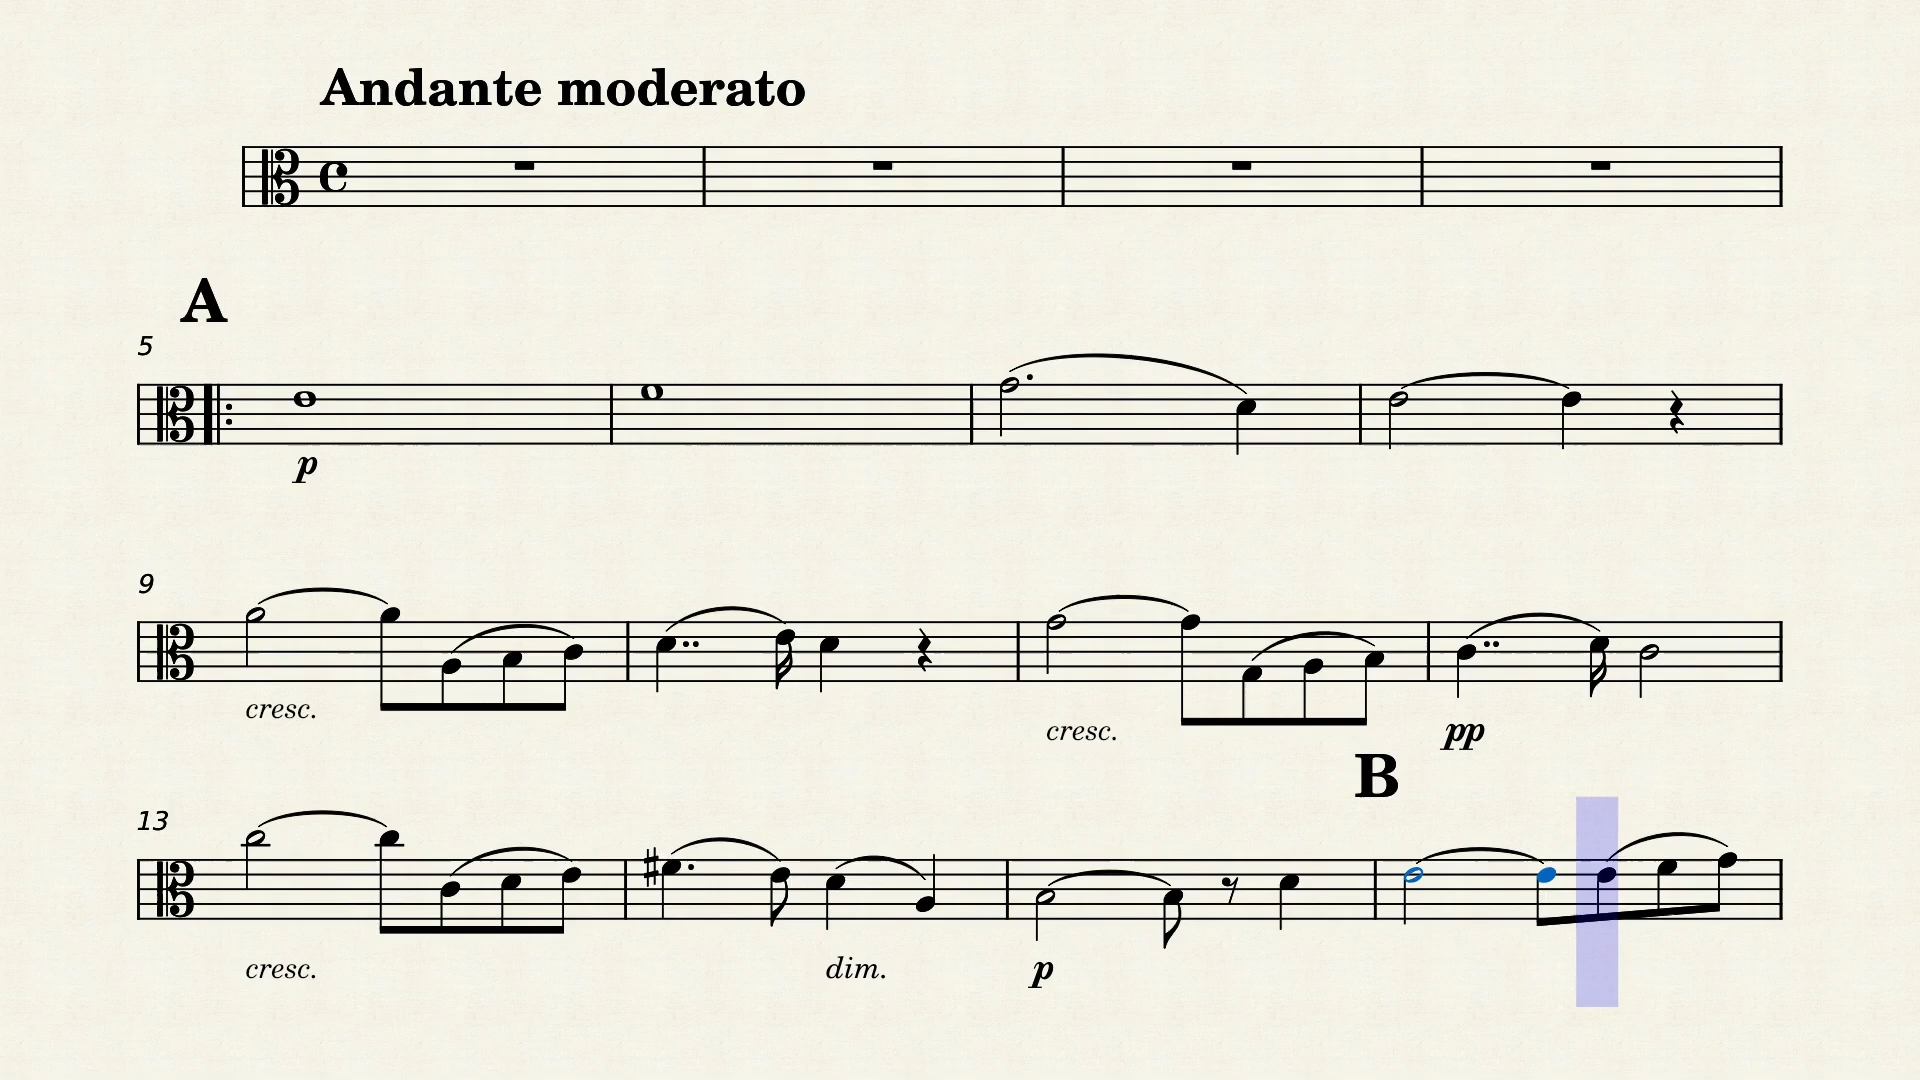 Andante moderato
A
5
p
9
cresc.
cresc.
pp
B
13
cresc.
dim.
p